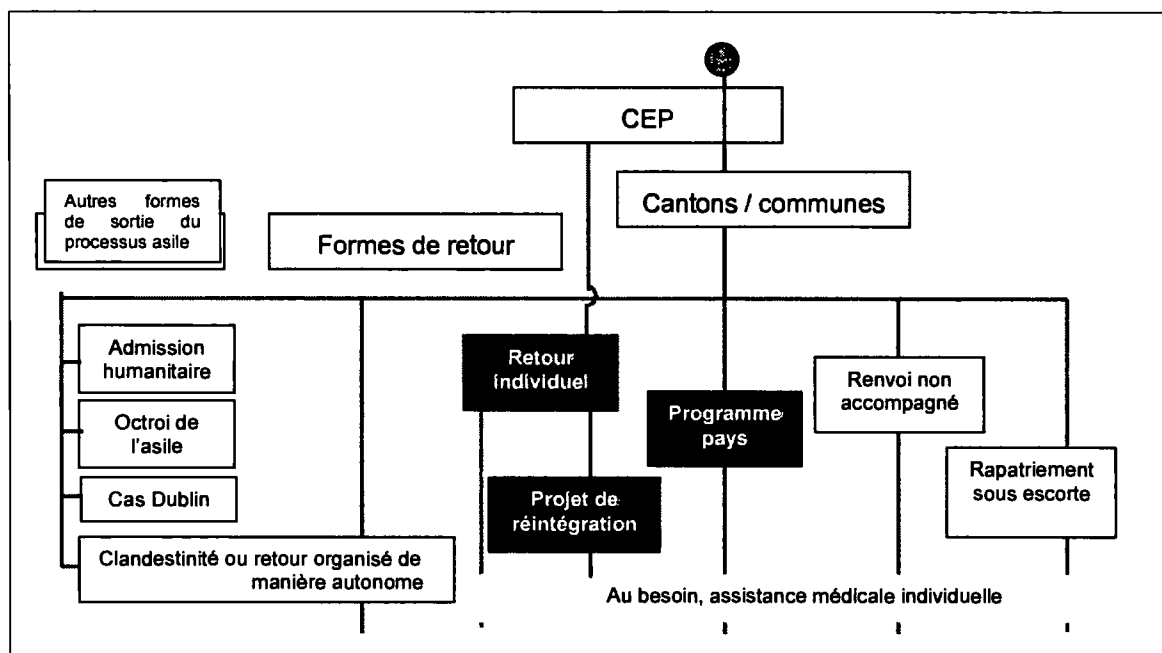 CEP
Cantons / communes
Autres formes
de sortie du
processus asile
Formes de retour
Admission
humanitaire
Octroi de
l'asile
Cas Dublin
Clandestinité ou retour organisé de
manière autonome
Retour
individuel
Projet de
réintégration
Programme
pays
Renvoi non
accompagné
Rapatriement
sous escorte
Au besoin, assistance médicale individuelle